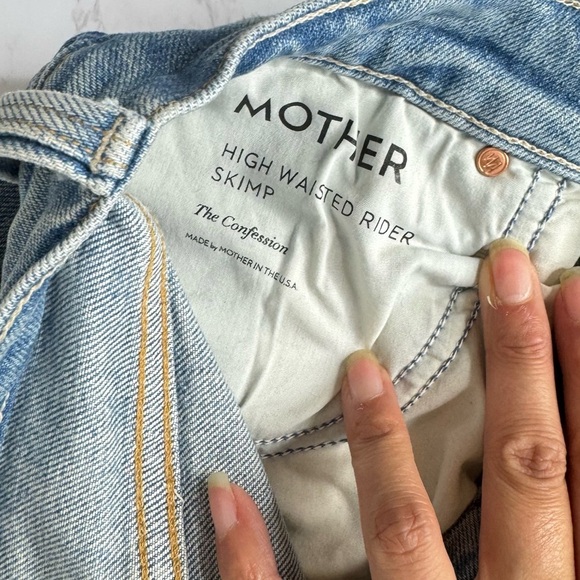 MOTHER
HIGH WAISTED RIDER
SKIMP
The Confession
MADE by MOTHER IN THE U.S.A.